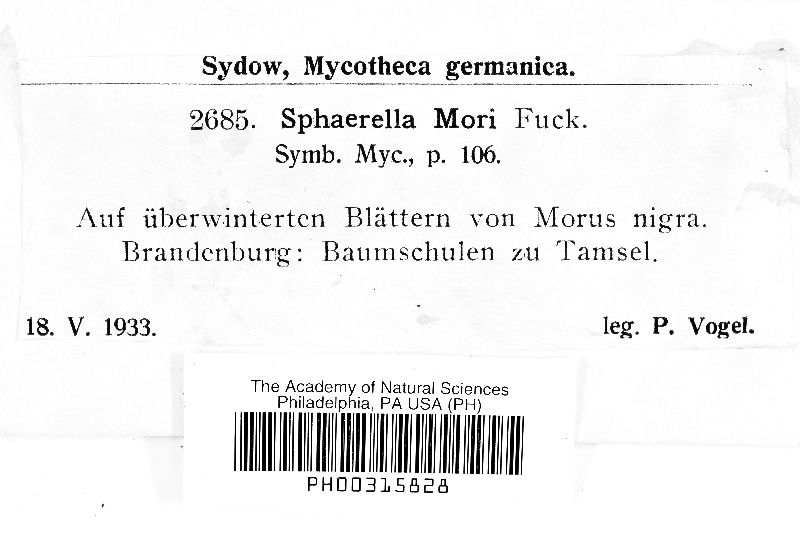 Sydow, Mycotheca germanica.
2685. Sphaerella Mori Fuck.
Symb. Myc., p. 106.
Auf überwinterten Blättern von Morus nigra.
Brandenburg: Baumschulen zu Tamsel.
18. V. 1933. leg. P. Vogel.
The Academy of Natural Sciences
Philadelphia, PA USA (PH)
PH00315828